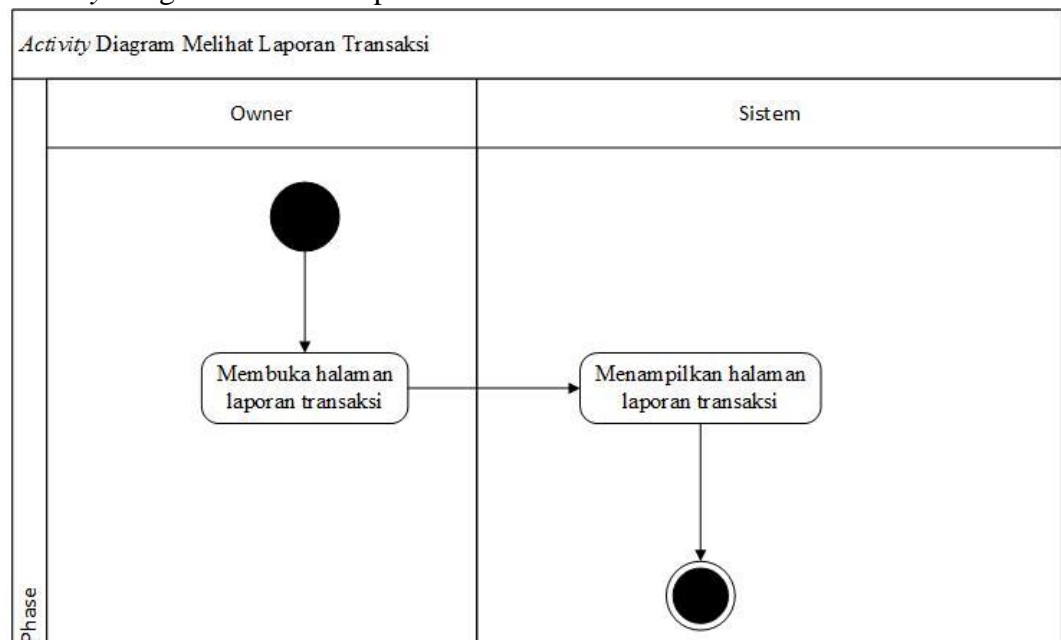 Activity Diagram Melihat Laporan Transaksi
Owner
Sistem
Membuka halaman
laporan transaksi
Menampilkan halaman
laporan transaksi
Phase